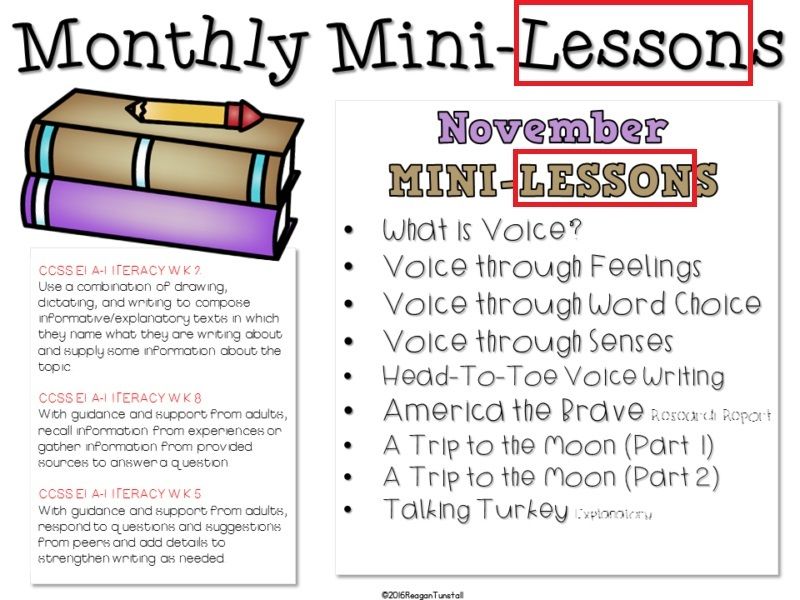 Monthly Mini-Lessons
November
MINI-LESSONS
• What is Voice?
• Voice through Feelings
• Voice through Word Choice
• Voice through Senses
• Head-To-Toe Voice Writing
• America the Brave Research Report
• A Trip to the Moon (Part 1)
• A Trip to the Moon (Part 2)
• Talking Turkey Explanatory
CCSS.ELA-LITERACY.W.K.2
Use a combination of drawing,
dictating, and writing to compose
informative/explanatory texts in which
they name what they are writing about
and supply some information about the
topic.
CCSS.ELA-LITERACY.W.K.8
With guidance and support from adults,
recall information from experiences or
gather information from provided
sources to answer a question
CCSS.ELA-LITERACY.W.K.5
With guidance and support from adults,
respond to questions and suggestions
from peers and add details to
strengthen writing as needed.
©2016ReaganTunstall